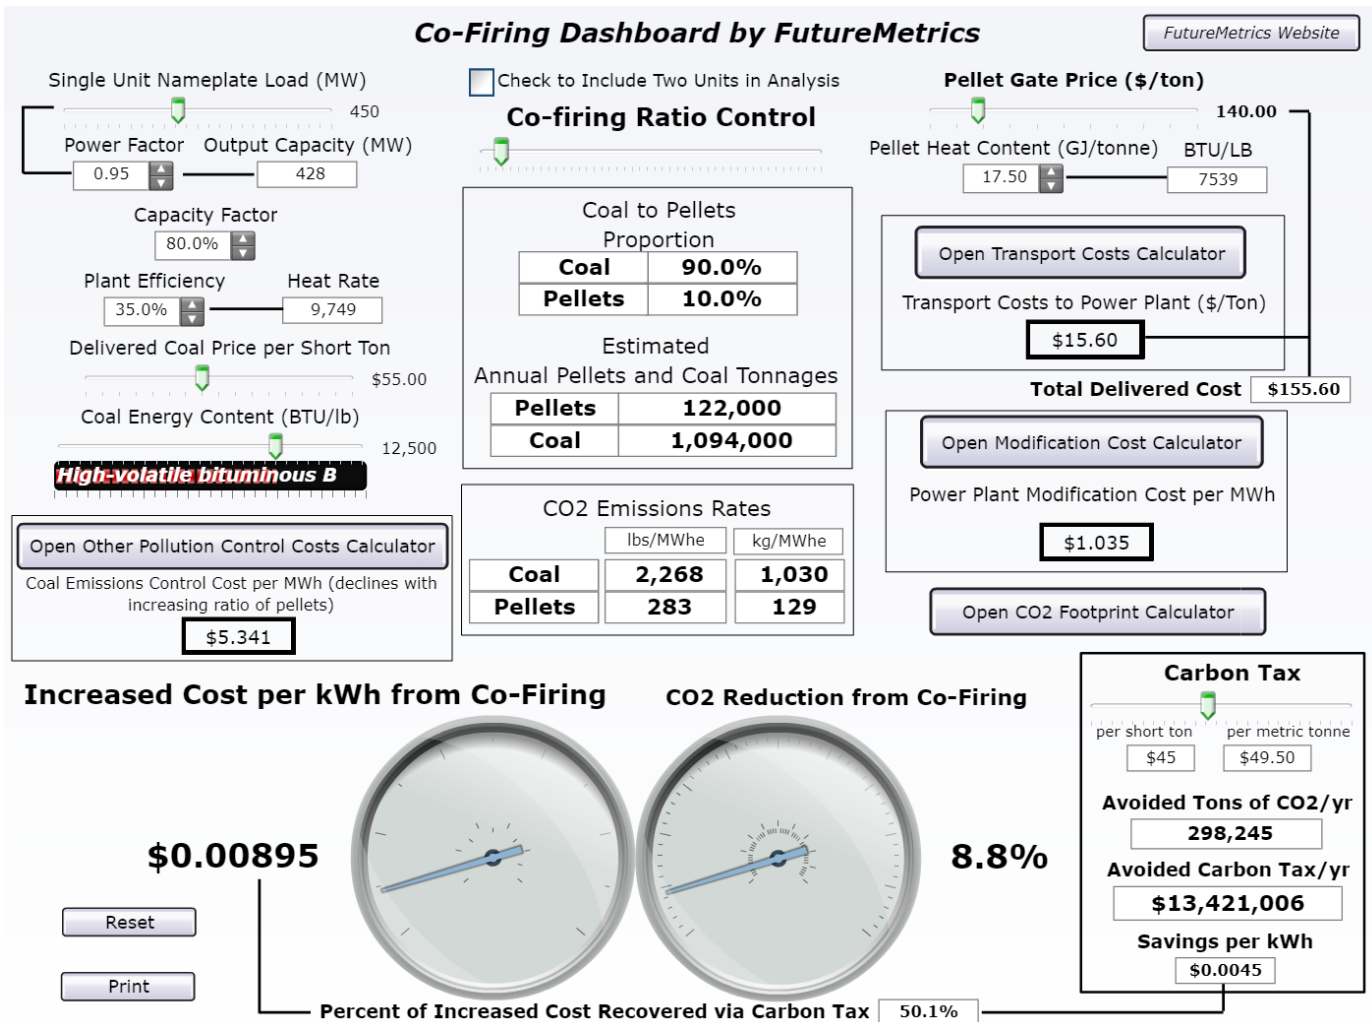 Co-Firing Dashboard by FutureMetrics
FutureMetrics Website
Single Unit Nameplate Load (MW)
450
Power Factor Output Capacity (MW)
0.95 428
Capacity Factor
80.0%
Plant Efficiency Heat Rate
35.0% 9,749
Delivered Coal Price per Short Ton
$55.00
Coal Energy Content (BTU/lb)
12,500
High-volatile bituminous B
Open Other Pollution Control Costs Calculator
Coal Emissions Control Cost per MWh (declines with
increasing ratio of pellets)
$5.341
Check to Include Two Units in Analysis
Co-firing Ratio Control
Coal to Pellets
Proportion
Coal 90.0%
Pellets 10.0%
Estimated
Annual Pellets and Coal Tonnages
Pellets 122,000
Coal 1,094,000
CO2 Emissions Rates
lbs/MWhe kg/MWhe
Coal 2,268 1,030
Pellets 283 129
Pellet Gate Price ($/ton)
140.00
Pellet Heat Content (GJ/tonne) BTU/LB
17.50 7539
Open Transport Costs Calculator
Transport Costs to Power Plant ($/Ton)
$15.60
Total Delivered Cost $155.60
Open Modification Cost Calculator
Power Plant Modification Cost per MWh
$1.035
Open CO2 Footprint Calculator
Increased Cost per kWh from Co-Firing
$0.00895
CO2 Reduction from Co-Firing
8.8%
Carbon Tax
per short ton per metric tonne
$45 $49.50
Avoided Tons of CO2/yr
298,245
Avoided Carbon Tax/yr
$13,421,006
Savings per kWh
$0.0045
Reset
Print
Percent of Increased Cost Recovered via Carbon Tax 50.1%